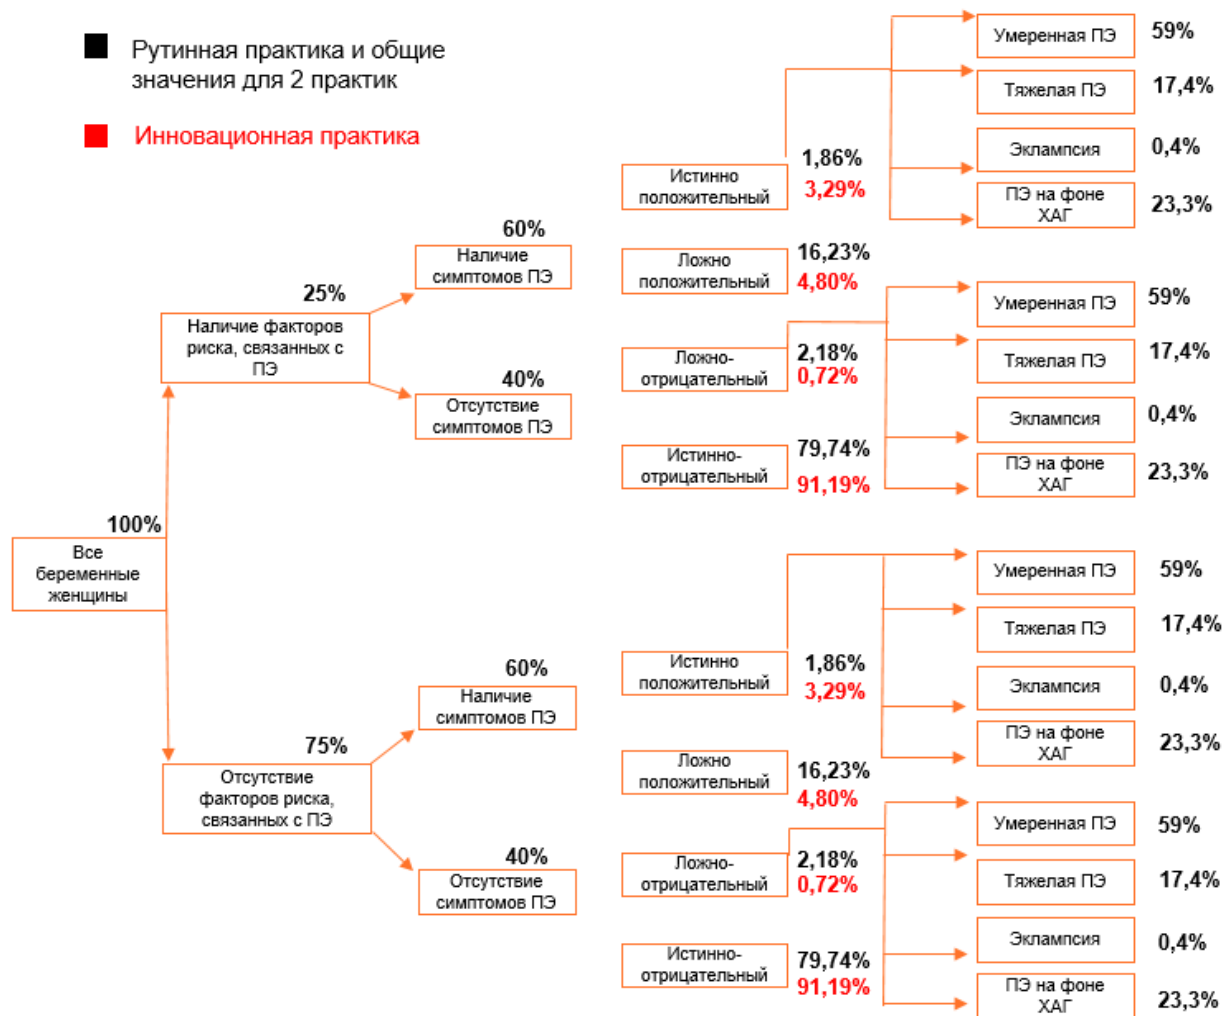 Рутинная практика и общие
значения для 2 практик
Инновационная практика
100%
Все
беременные
женщины
25%
Наличие факторов
риска, связанных с
ПЭ
60%
Наличие
симптомов ПЭ
40%
Отсутствие
симптомов ПЭ
Истинно
положительный
1,86%
3,29%
Ложно
положительный
16,23%
4,80%
Ложно-
отрицательный
2,18%
0,72%
Истинно-
отрицательный
79,74%
91,19%
Умеренная ПЭ
59%
Тяжелая ПЭ
17,4%
Эклампсия
0,4%
ПЭ на фоне
ХАГ
23,3%
Умеренная ПЭ
59%
Тяжелая ПЭ
17,4%
Эклампсия
0,4%
ПЭ на фоне
ХАГ
23,3%
75%
Отсутствие
факторов риска,
связанных с ПЭ
60%
Наличие
симптомов ПЭ
40%
Отсутствие
симптомов ПЭ
Истинно
положительный
1,86%
3,29%
Ложно
положительный
16,23%
4,80%
Ложно-
отрицательный
2,18%
0,72%
Истинно-
отрицательный
79,74%
91,19%
Умеренная ПЭ
59%
Тяжелая ПЭ
17,4%
Эклампсия
0,4%
ПЭ на фоне
ХАГ
23,3%
Умеренная ПЭ
59%
Тяжелая ПЭ
17,4%
Эклампсия
0,4%
ПЭ на фоне
ХАГ
23,3%